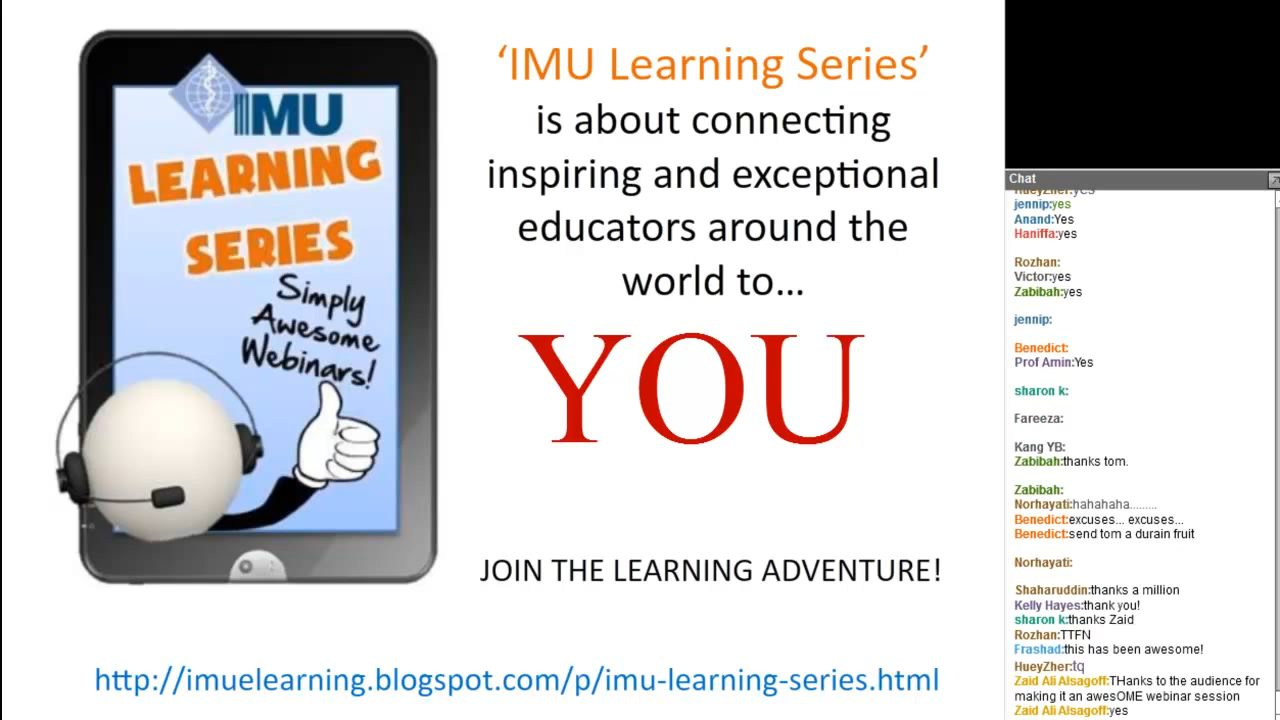 IMU
LEARNING
SERIES
Simply
Awesome
Webinars!
‘IMU Learning Series’
is about connecting
inspiring and exceptional
educators around the
world to...
YOU
JOIN THE LEARNING ADVENTURE!
http://imuelearning.blogspot.com/p/imu-learning-series.html
Chat
HueyZher:yes
jennip:yes
Anand:Yes
Haniffa:yes
Rozhan:
Victor:yes
Zabibah:yes
jennip:
Benedict:
Prof Amin:Yes
sharon k:
Fareeza:
Kang YB:
Zabibah:thanks tom.
Zabibah:
Norhayati:hahahaha.........
Benedict:excuses... excuses...
Benedict:send tom a durain fruit
Norhayati:
Shaharuddin:thanks a million
Kelly Hayes:thank you!
sharon k:thanks Zaid
Rozhan:TTFN
Frashad:this has been awesome!
HueyZher:tq
Zaid Ali Alsagoff:THanks to the audience for
making it an awesOME webinar session
Zaid Ali Alsagoff:yes